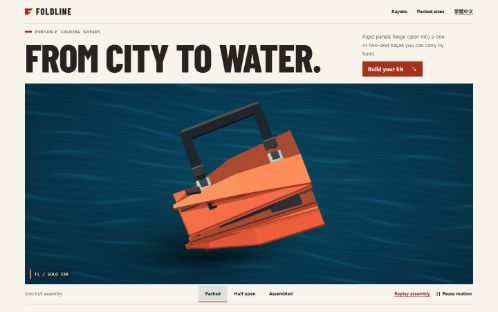 FOLDLINE
Kayaks
Packed sizes
繁體中文
PORTABLE FOLDING KAYAKS
FROM CITY TO WATER.
Rigid panels hinge open into a one-
or two-seat kayak you can carry by
hand.
Build your kit ↘
FL / SOLO 330
Solo hull assembly
Packed
Half open
Assembled
Replay assembly
Pause motion